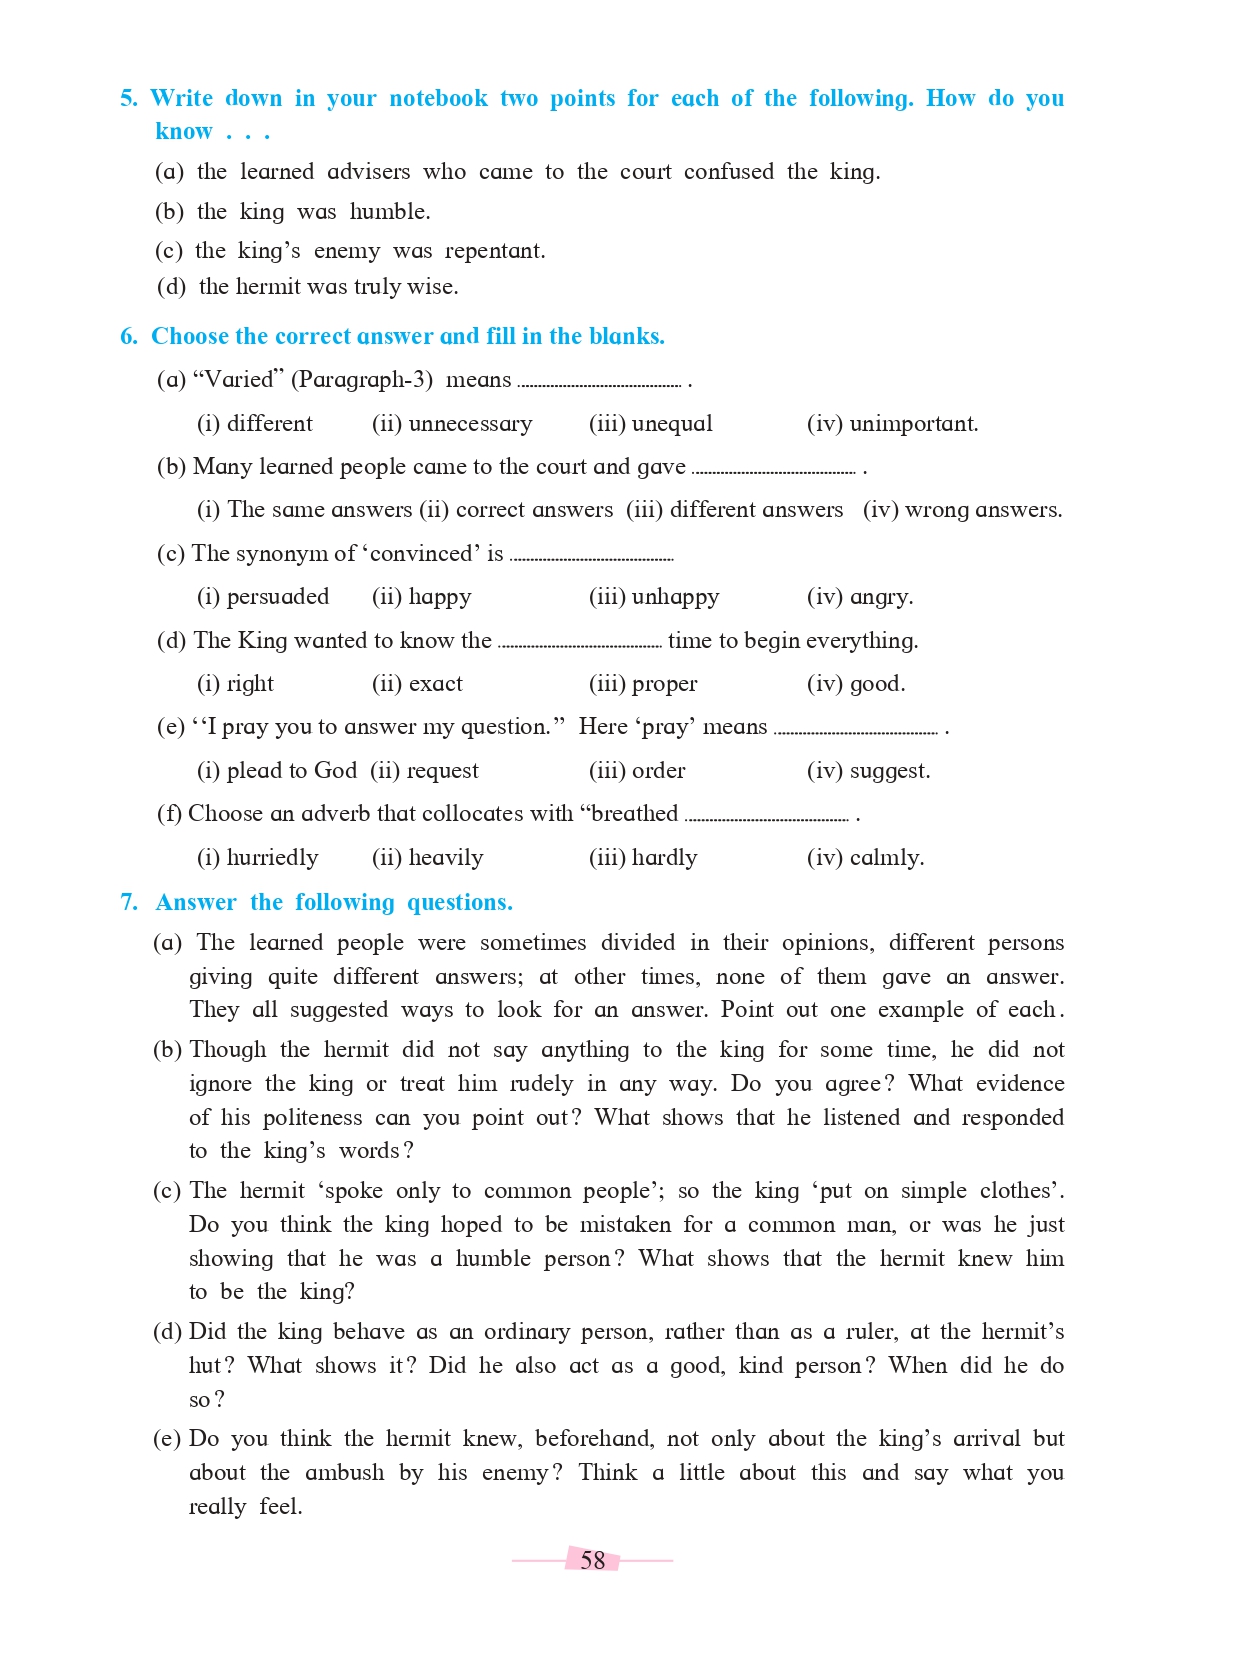 5. Write down in your notebook two points for each of the following. How do you
know . . .
(a) the learned advisers who came to the court confused the king.
(b) the king was humble.
(c) the king’s enemy was repentant.
(d) the hermit was truly wise.
6. Choose the correct answer and fill in the blanks.
(a) “Varied” (Paragraph-3) means ........................................ .
(i) different (ii) unnecessary (iii) unequal (iv) unimportant.
(b) Many learned people came to the court and gave ........................................ .
(i) The same answers (ii) correct answers (iii) different answers (iv) wrong answers.
(c) The synonym of ‘convinced’ is ........................................
(i) persuaded (ii) happy (iii) unhappy (iv) angry.
(d) The King wanted to know the ........................................ time to begin everything.
(i) right (ii) exact (iii) proper (iv) good.
(e) ‘‘I pray you to answer my question.” Here ‘pray’ means ........................................ .
(i) plead to God (ii) request (iii) order (iv) suggest.
(f) Choose an adverb that collocates with “breathed ........................................ .
(i) hurriedly (ii) heavily (iii) hardly (iv) calmly.
7. Answer the following questions.
(a) The learned people were sometimes divided in their opinions, different persons
giving quite different answers; at other times, none of them gave an answer.
They all suggested ways to look for an answer. Point out one example of each.
(b) Though the hermit did not say anything to the king for some time, he did not
ignore the king or treat him rudely in any way. Do you agree? What evidence
of his politeness can you point out? What shows that he listened and responded
to the king’s words?
(c) The hermit ‘spoke only to common people’; so the king ‘put on simple clothes’.
Do you think the king hoped to be mistaken for a common man, or was he just
showing that he was a humble person? What shows that the hermit knew him
to be the king?
(d) Did the king behave as an ordinary person, rather than as a ruler, at the hermit’s
hut? What shows it? Did he also act as a good, kind person? When did he do
so?
(e) Do you think the hermit knew, beforehand, not only about the king’s arrival but
about the ambush by his enemy? Think a little about this and say what you
really feel.
58